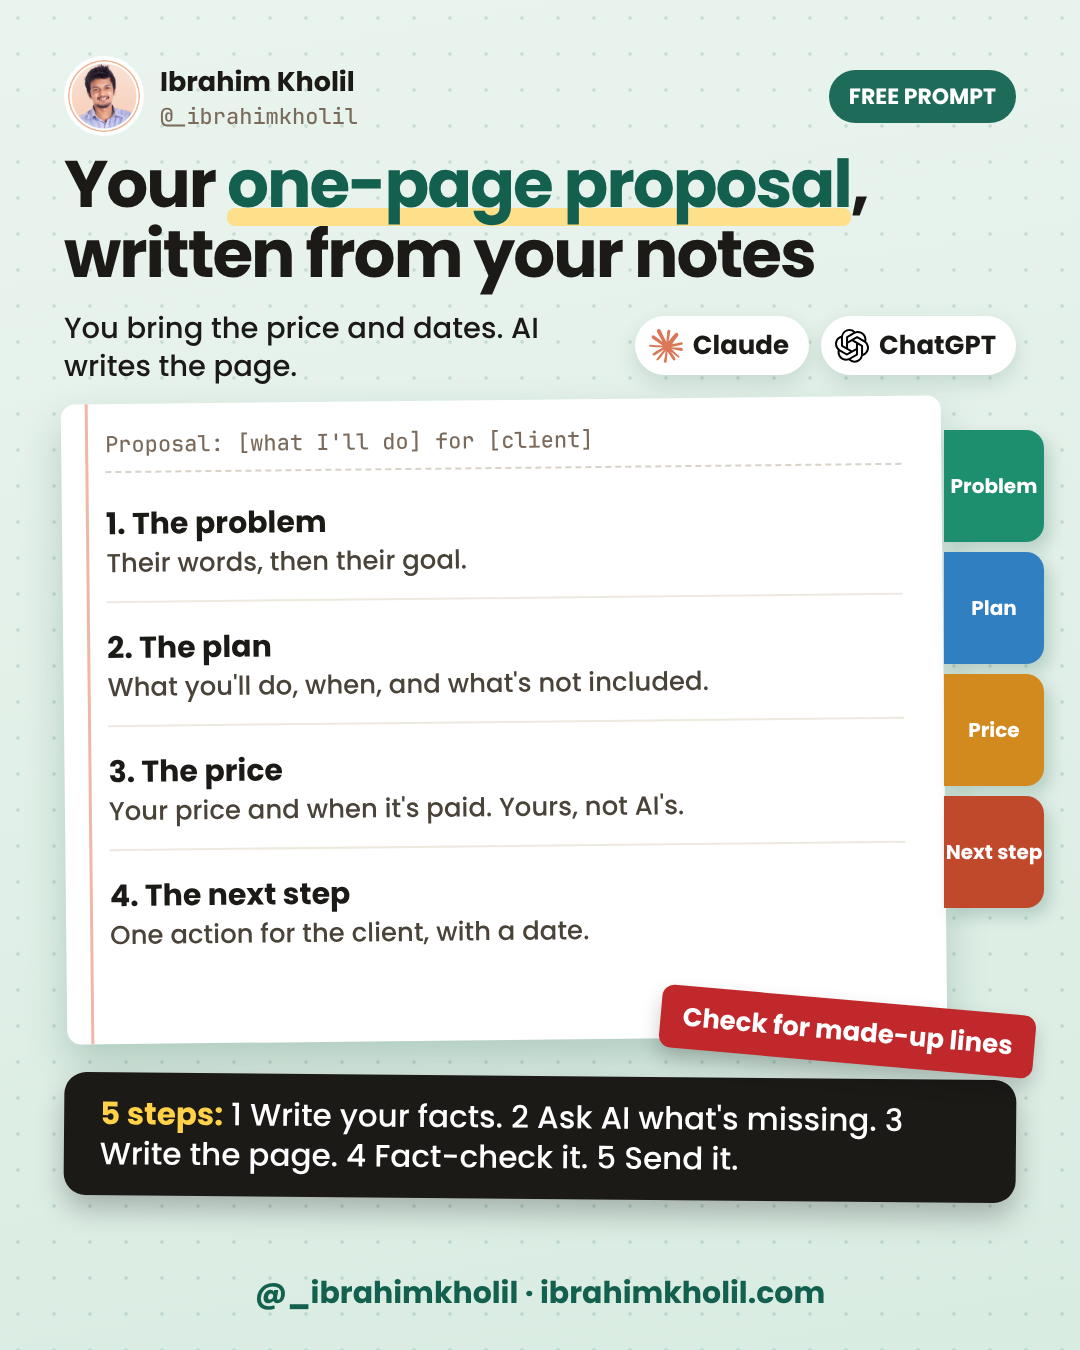 Ibrahim Kholil
@_ibrahimkholil
FREE PROMPT
Your one-page proposal,
written from your notes
You bring the price and dates. AI
writes the page.
Claude
ChatGPT
Proposal: [what I'll do] for [client]
1. The problem
Their words, then their goal.
2. The plan
What you'll do, when, and what's not included.
3. The price
Your price and when it's paid. Yours, not AI's.
4. The next step
One action for the client, with a date.
Problem
Plan
Price
Next step
Check for made-up lines
5 steps: 1 Write your facts. 2 Ask AI what's missing. 3
Write the page. 4 Fact-check it. 5 Send it.
@_ibrahimkholil · ibrahimkholil.com